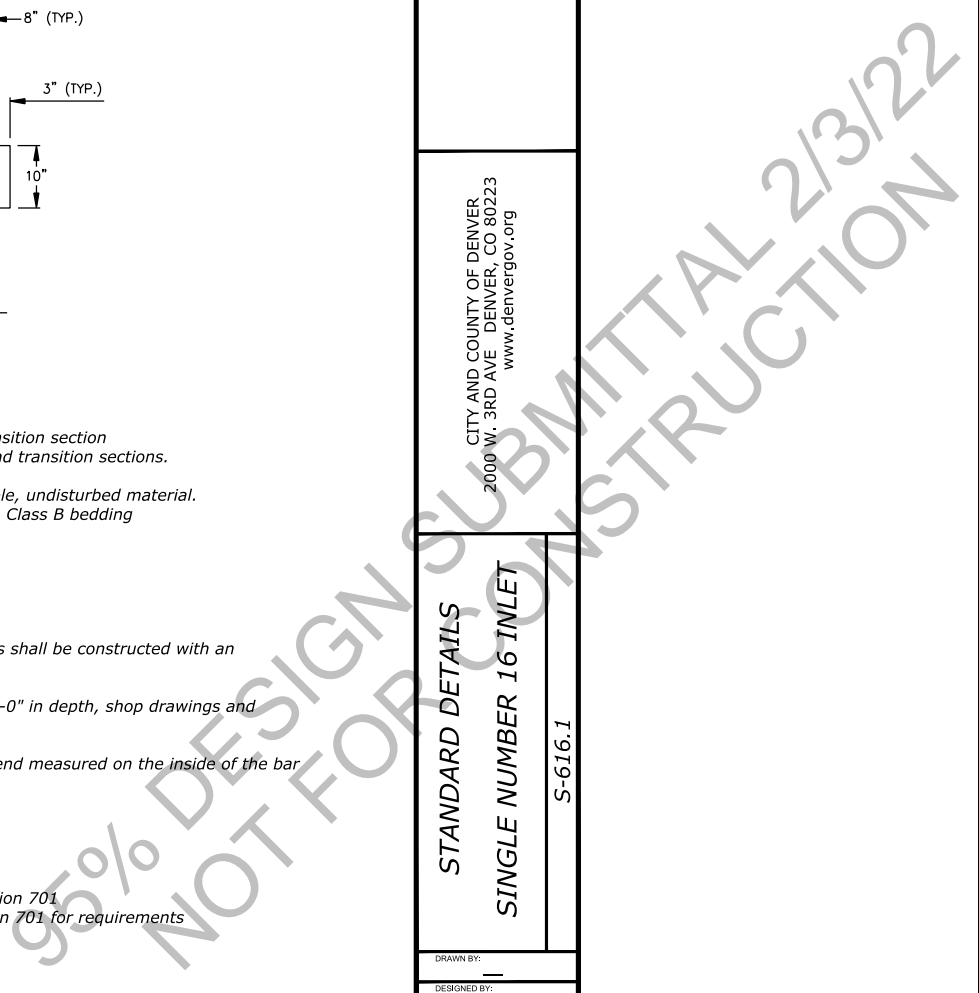 8" (TYP.)
3" (TYP.)
10"
sition section
nd transition sections.
le, undisturbed material.
Class B bedding
s shall be constructed with an
-0" in depth, shop drawings and
end measured on the inside of the bar
ion 701
n 701 for requirements
CITY AND COUNTY OF DENVER
2000 W. 3RD AVE DENVER, CO 80223
www.denvergov.org
STANDARD DETAILS
SINGLE NUMBER 16 INLET
S-616.1
DRAWN BY:
DESIGNED BY:
95% DESIGN SUBMITTAL 2/3/22
NOT FOR CONSTRUCTION